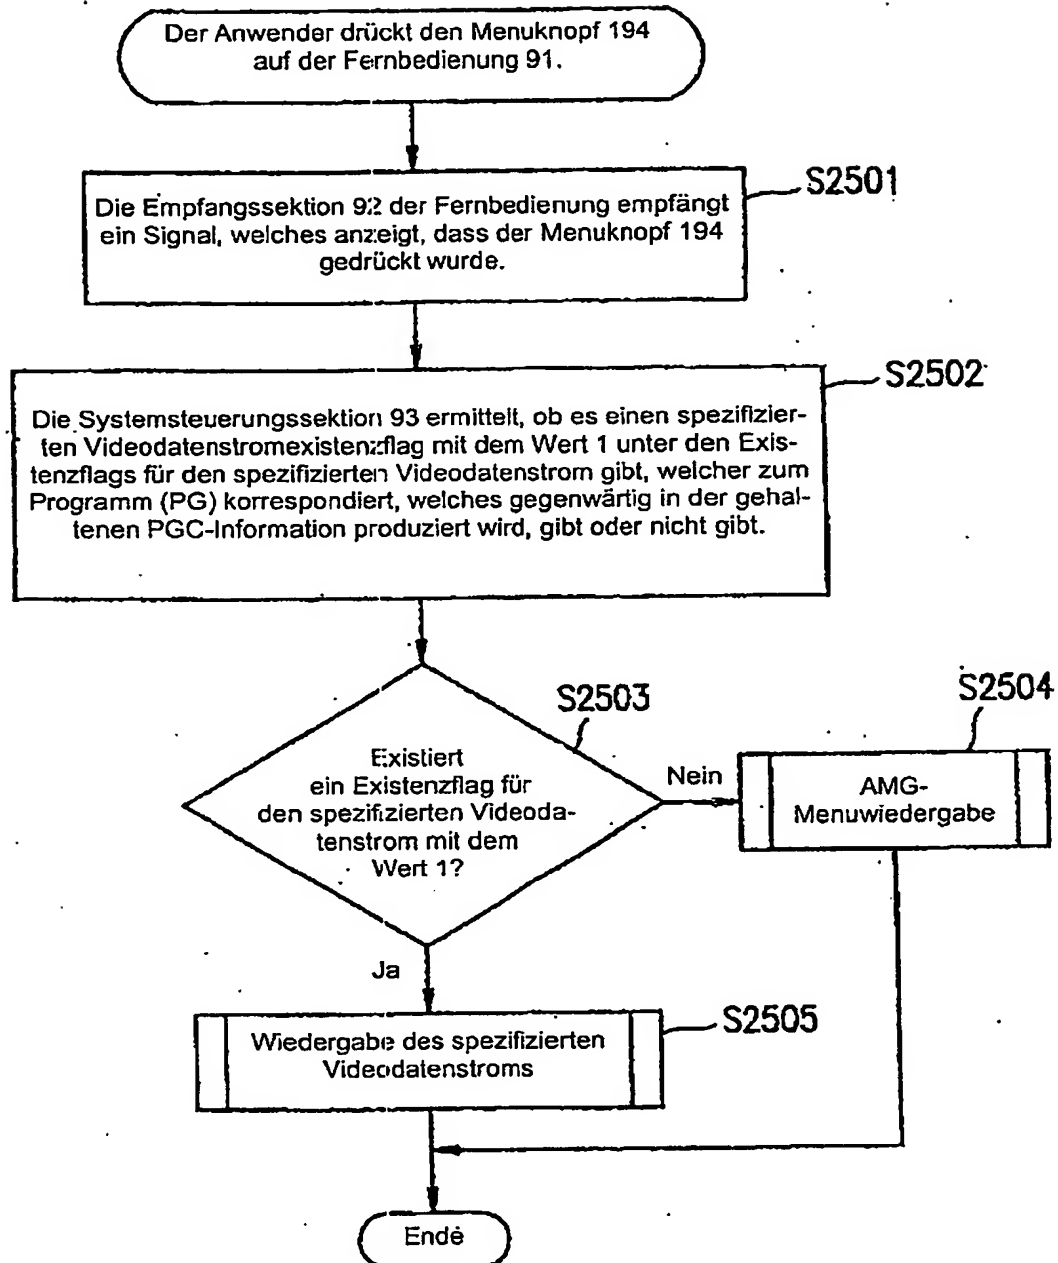 Der Anwender drückt den Menuknopf 194
auf der Fernbedienung 91.
S2501
Die Empfangssektion 92 der Fernbedienung empfängt
ein Signal, welches anzeigt, dass der Menuknopf 194
gedrückt wurde.
S2502
Die Systemsteuerungssektion 93 ermittelt, ob es einen spezifizier-
ten Videodatenstromexistenzflag mit dem Wert 1 unter den Exis-
tenzflags für den spezifizierten Videodatenstrom gibt, welcher zum
Programm (PG) korrespondiert, welches gegenwärtig in der gehal-
tenen PGC-Information produziert wird, gibt oder nicht gibt.
S2503
Existiert
ein Existenzflag für
den spezifizierten Videoda-
tenstrom mit dem
Wert 1?
Nein
S2504
AMG-
Menuwiedergabe
Ja
S2505
Wiedergabe des spezifizierten
Videodatenstroms
Ende